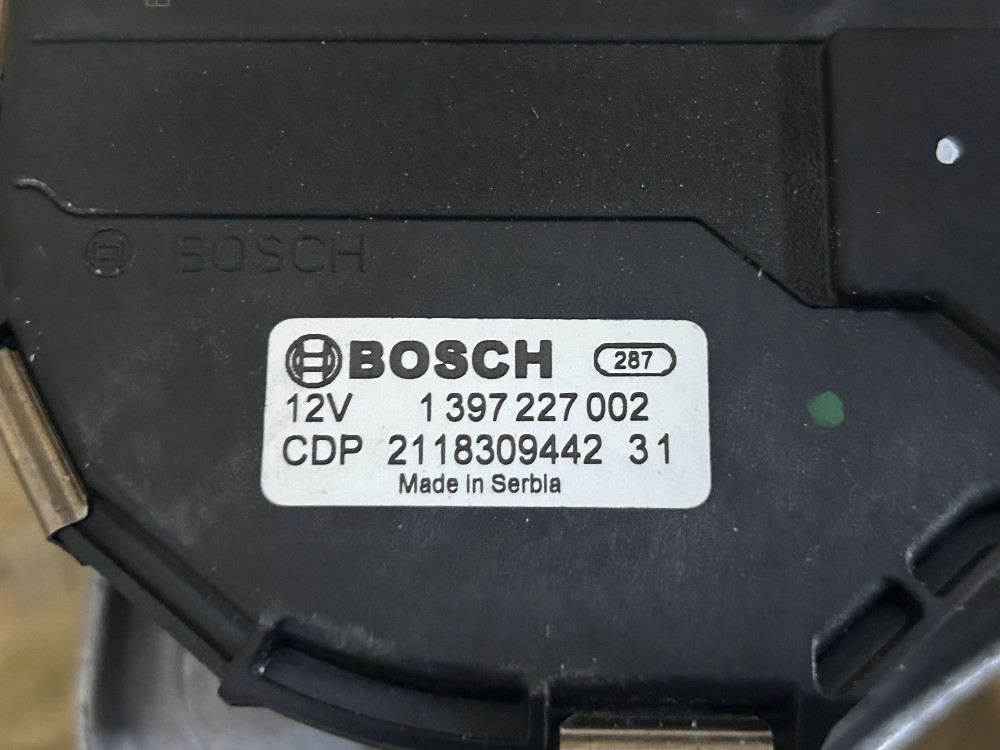 BOSCH
BOSCH 287
12V 1 397 227 002
CDP 2118309442 31
Made in Serbia